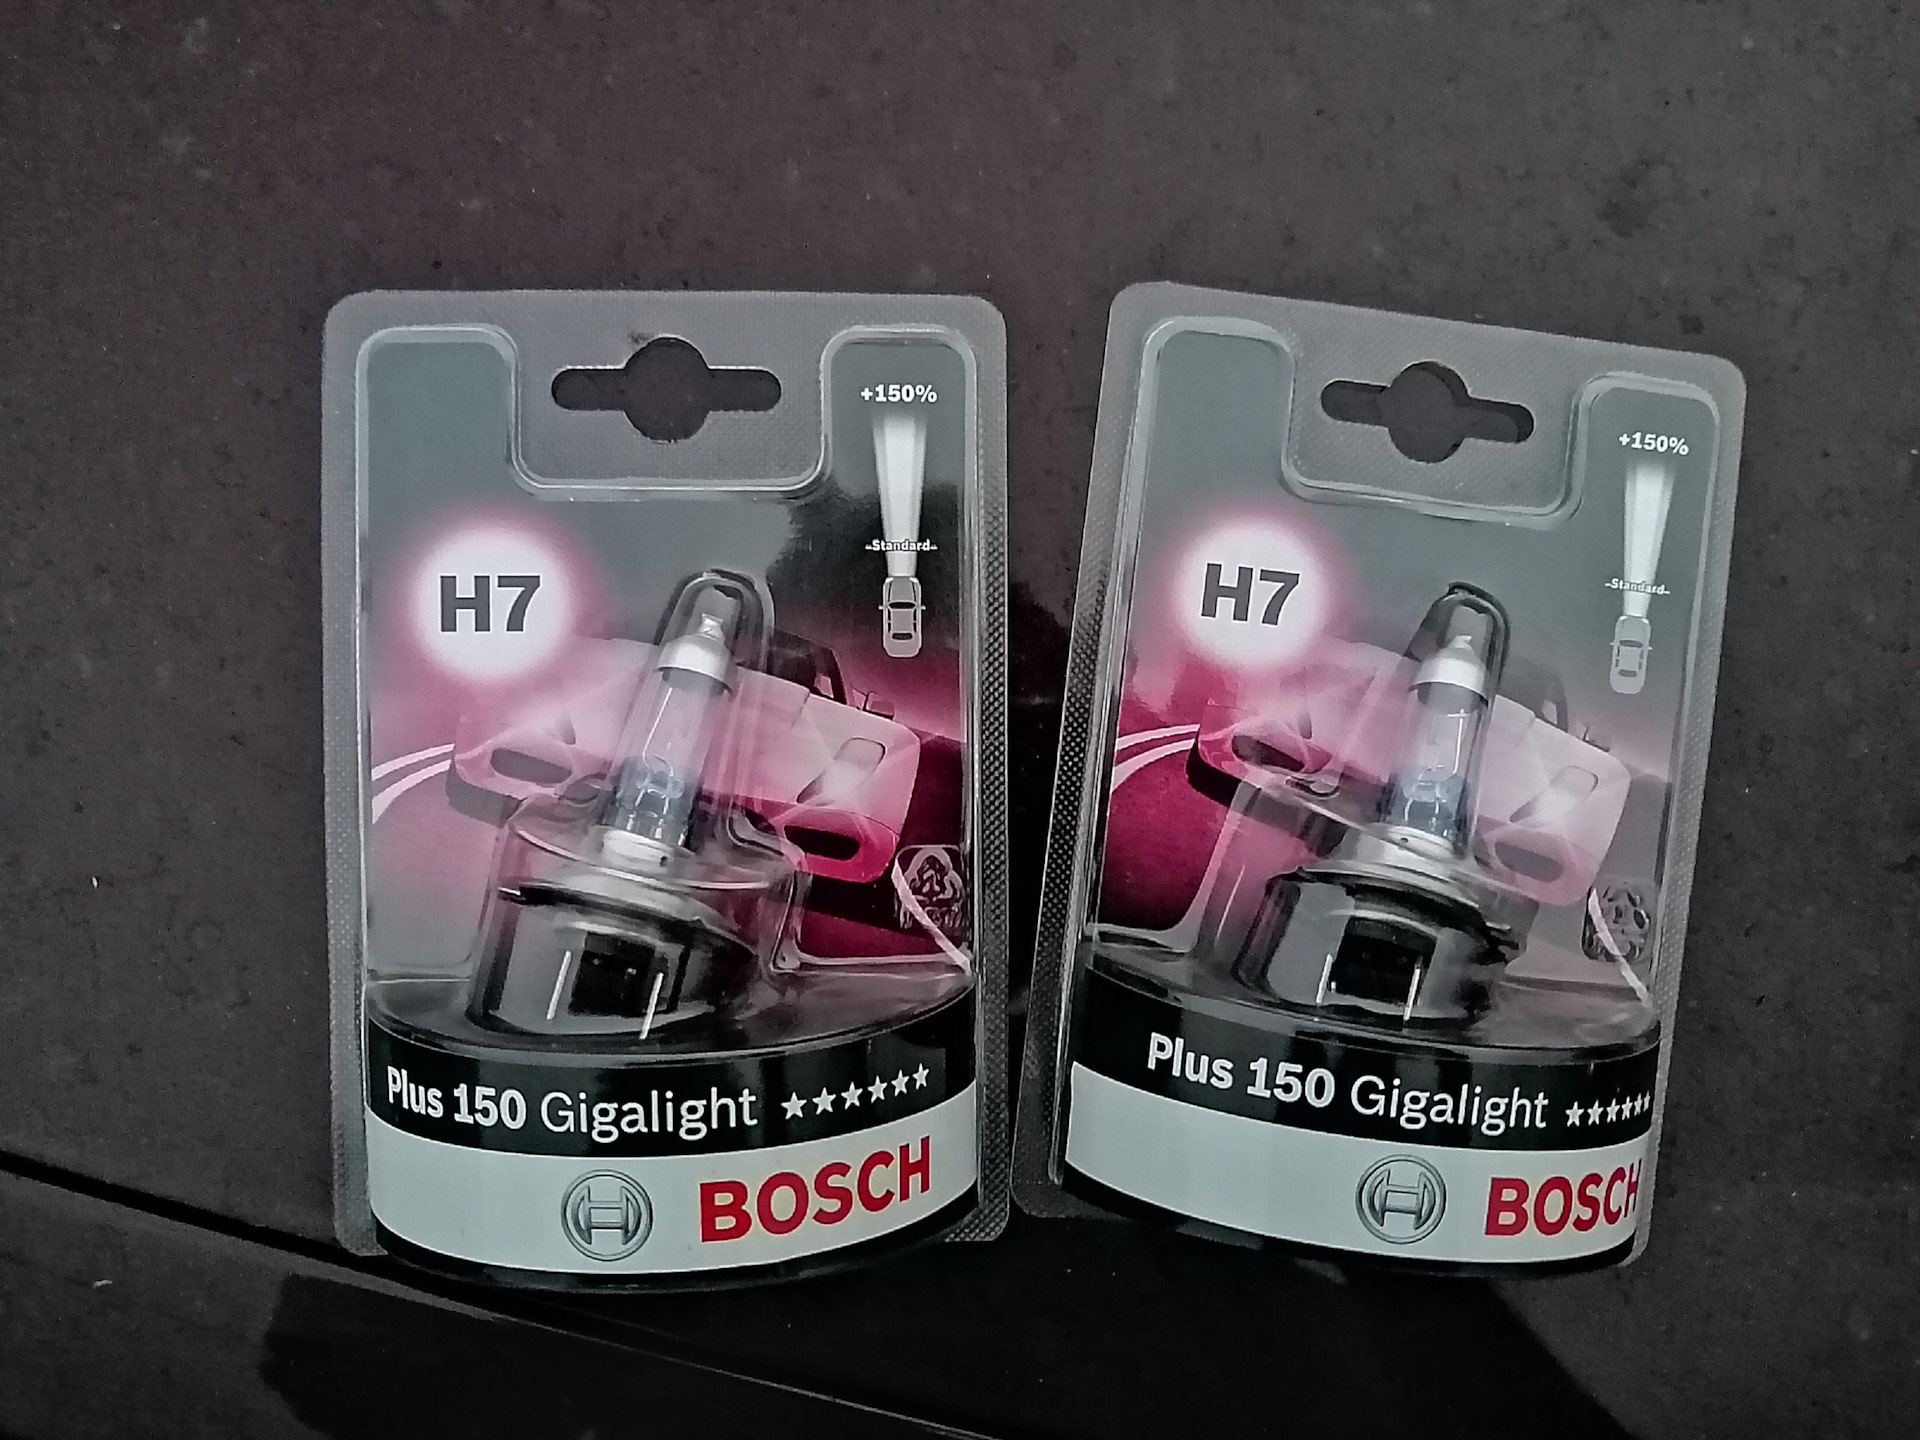 +150%
Standard
H7
Plus 150 Gigalight ★★★★★★
BOSCH
+150%
Standard
H7
Plus 150 Gigalight ★★★★★★
BOSCH